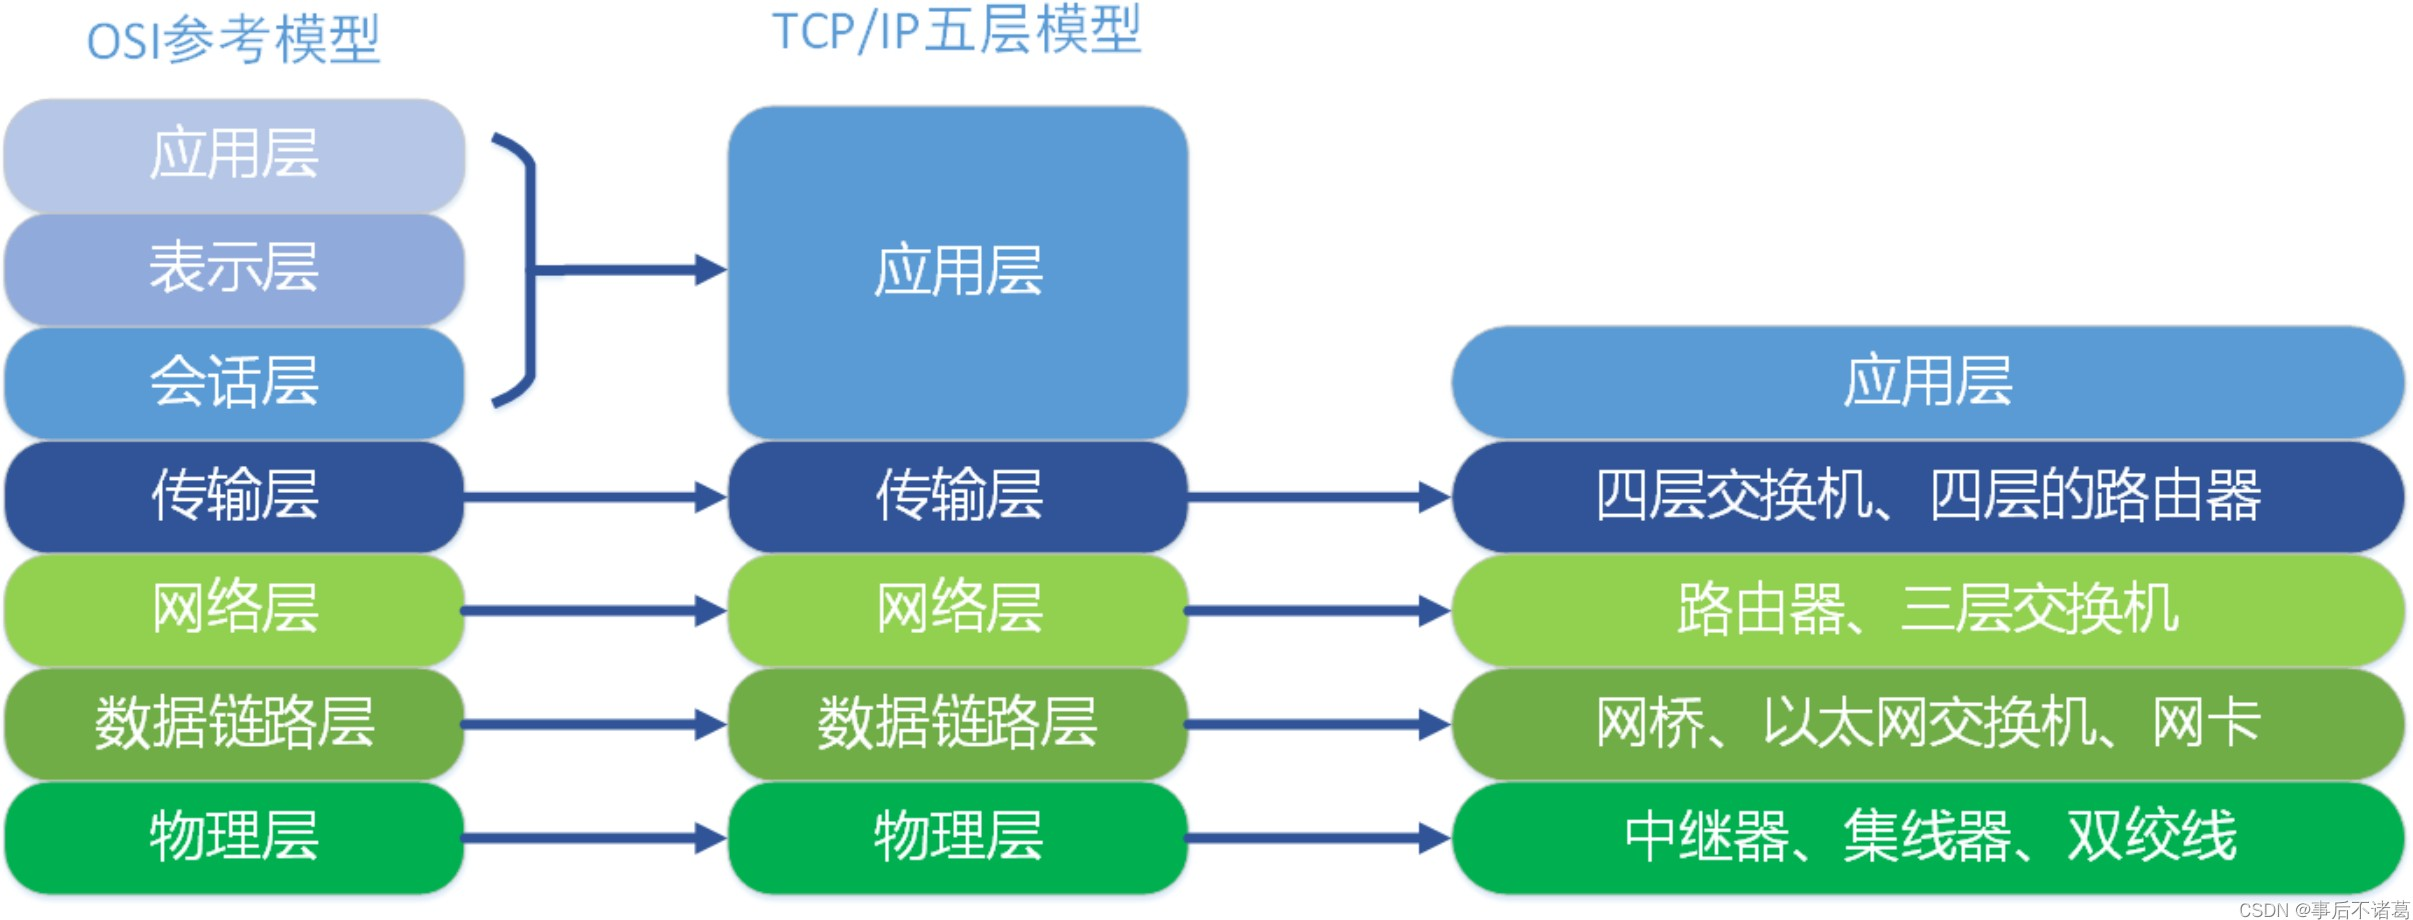 OSI参考模型
TCP/IP五层模型
应用层
表示层
会话层
传输层
网络层
数据链路层
物理层
应用层
传输层
网络层
数据链路层
物理层
应用层
四层交换机、四层的路由器
路由器、三层交换机
网桥、以太网交换机、网卡
中继器、集线器、双绞线
CSDN @事后不诸葛